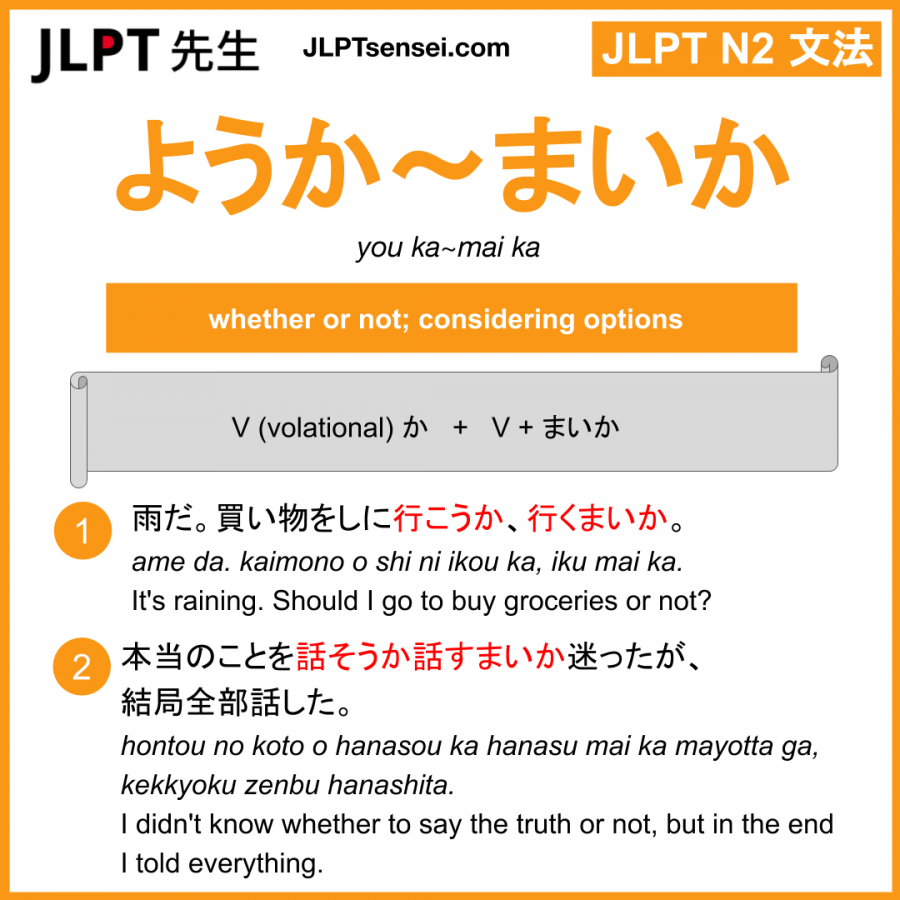 JLPT 先生
JLPTsensei.com
JLPT N2 文法
ようか～まいか
you ka~mai ka
whether or not; considering options
V (volational) か + V + まいか
1
雨だ。買い物をしに行こうか、行くまいか。
ame da. kaimono o shi ni ikou ka, iku mai ka.
It's raining. Should I go to buy groceries or not?
2
本当のことを話そうか話すまいか迷ったが、
結局全部話した。
hontou no koto o hanasou ka hanasu mai ka mayotta ga,
kekkyoku zenbu hanashita.
I didn't know whether to say the truth or not, but in the end
I told everything.